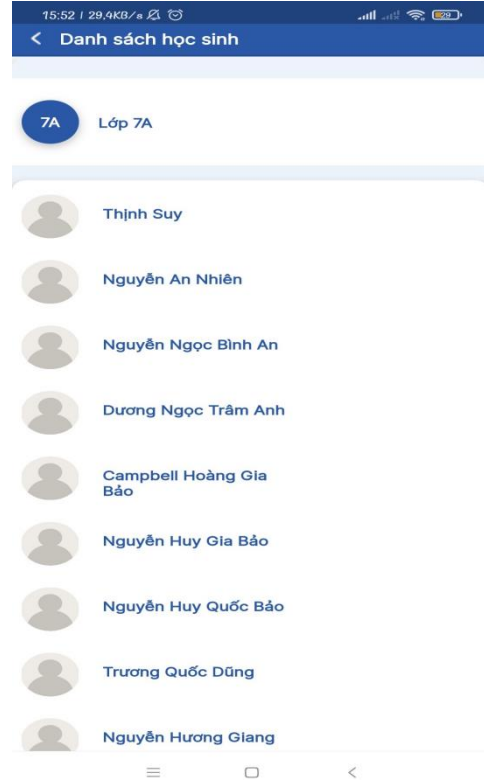 15:52 | 29,4KB/s
29
Danh sách học sinh
7A
Lớp 7A
Thịnh Suy
Nguyễn An Nhiên
Nguyễn Ngọc Bình An
Dương Ngọc Trâm Anh
Campbell Hoàng Gia
Bảo
Nguyễn Huy Gia Bảo
Nguyễn Huy Quốc Bảo
Trương Quốc Dũng
Nguyễn Hương Giang